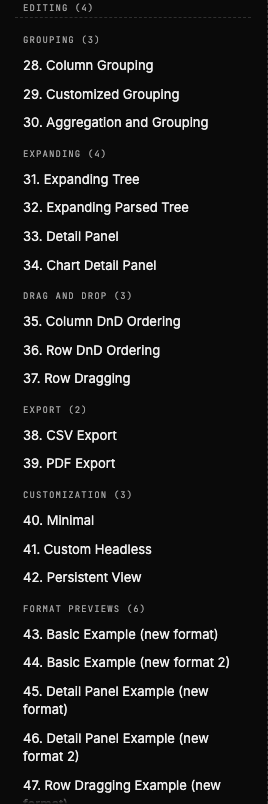 EDITING (4)
GROUPING (3)
28. Column Grouping
29. Customized Grouping
30. Aggregation and Grouping
EXPANDING (4)
31. Expanding Tree
32. Expanding Parsed Tree
33. Detail Panel
34. Chart Detail Panel
DRAG AND DROP (3)
35. Column DnD Ordering
36. Row DnD Ordering
37. Row Dragging
EXPORT (2)
38. CSV Export
39. PDF Export
CUSTOMIZATION (3)
40. Minimal
41. Custom Headless
42. Persistent View
FORMAT PREVIEWS (6)
43. Basic Example (new format)
44. Basic Example (new format 2)
45. Detail Panel Example (new
format)
46. Detail Panel Example (new
format 2)
47. Row Dragging Example (new